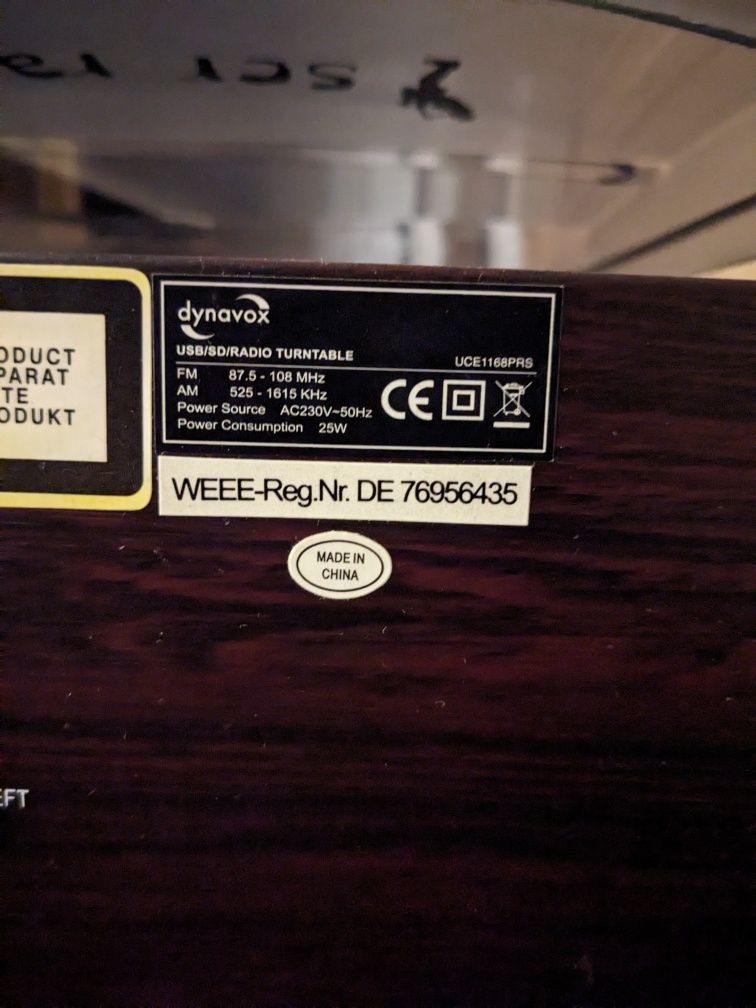 ODUCT
PARAT
TE
ODUKT
dynavox
USB/SD/RADIO TURNTABLE UCE1168PRS
FM 87.5 - 108 MHz
AM 525 - 1615 KHz
Power Source AC230V~50Hz
Power Consumption 25W
CE
WEEE-Reg.Nr. DE 76956435
MADE IN
CHINA
EFT